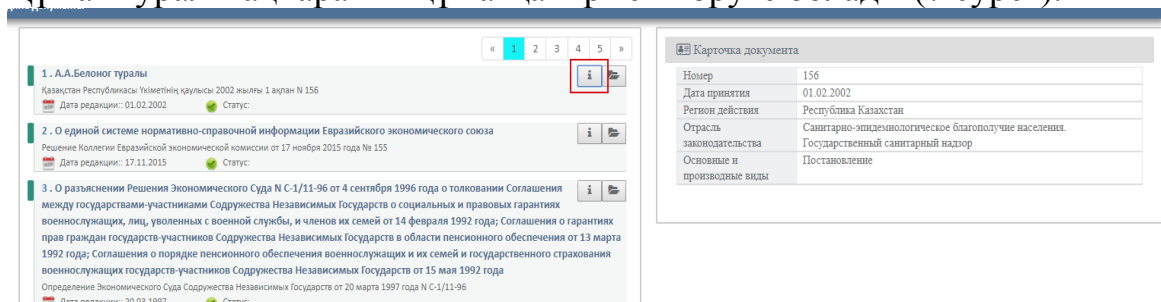 « 1 2 3 4 5 »
1 . А.А.Белоног туралы
Қазақстан Республикасы Үкіметінің қаулысы 2002 жылғы 1 ақпан N 156
Дата редакции:: 01.02.2002 Статус:
2 . О единой системе нормативно-справочной информации Евразийского экономического союза
Решение Коллегии Евразийской экономической комиссии от 17 ноября 2015 года № 155
Дата редакции:: 17.11.2015 Статус:
3 . О разъяснении Решения Экономического Суда N С-1/11-96 от 4 сентября 1996 года о толковании Соглашения
между государствами-участниками Содружества Независимых Государств о социальных и правовых гарантиях
военнослужащих, лиц, уволенных с военной службы, и членов их семей от 14 февраля 1992 года; Соглашения о гарантиях
прав граждан государств-участников Содружества Независимых Государств в области пенсионного обеспечения от 13 марта
1992 года; Соглашения о порядке пенсионного обеспечения военнослужащих и их семей и государственного страхования
военнослужащих государств-участников Содружества Независимых Государств от 15 мая 1992 года
Определение Экономического Суда Содружества Независимых Государств от 20 марта 1997 года N С-1/11-96
Дата редакции:: 20.03.1997 Статус:
Карточка документа
Номер 156
Дата принятия 01.02.2002
Регион действия Республика Казахстан
Отрасль Санитарно-эпидемиологическое благополучие населения.
законодательства Государственный санитарный надзор
Основные и Постановление
производные виды